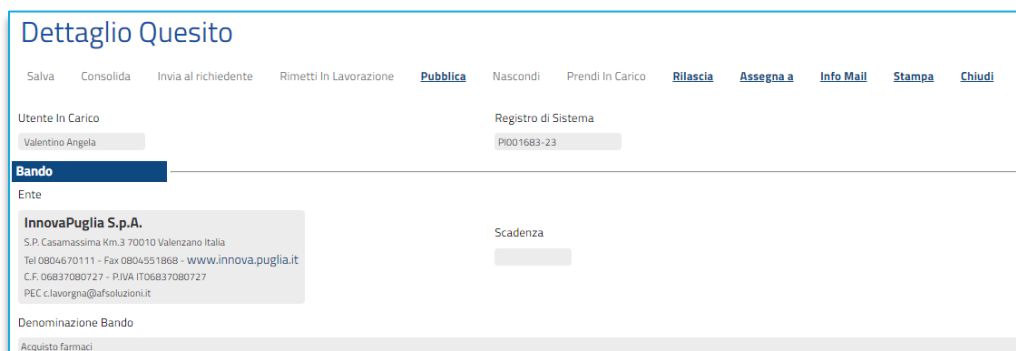 Dettaglio Quesito
Salva Consolida Invia al richiedente Rimetti In Lavorazione Pubblica Nascondi Prendi In Carico Rilascia Assegna a Info Mail Stampa Chiudi
Utente In Carico Registro di Sistema
Valentino Angela PI001683-23
Bando
Ente
InnovaPuglia S.p.A.
Scadenza
S.P. Casamassima Km.3 70010 Valenzano Italia
Tel 0804670111 - Fax 0804551868 - www.innova.puglia.it
C.F. 06837080727 - P.IVA IT06837080727
PEC c.lavorgna@afsoluzioni.it
Denominazione Bando
Acquisto farmaci